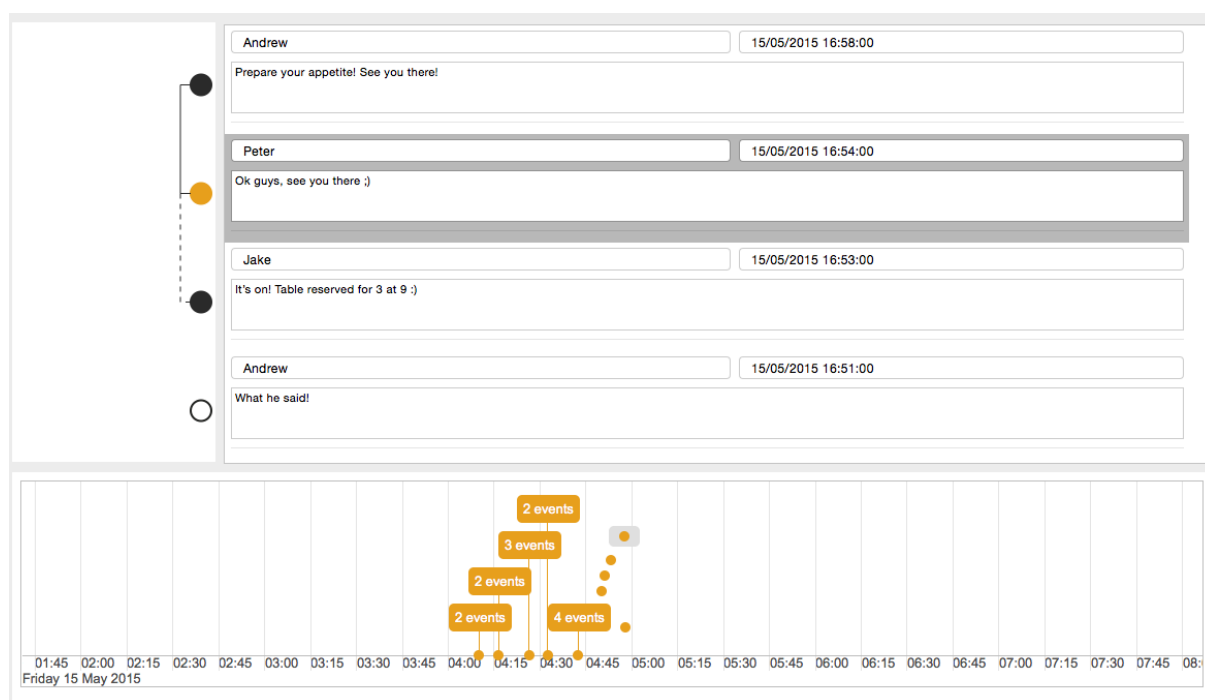 Andrew 15/05/2015 16:58:00
Prepare your appetite! See you there!
Peter 15/05/2015 16:54:00
Ok guys, see you there ;)
Jake 15/05/2015 16:53:00
It's on! Table reserved for 3 at 9 :)
Andrew 15/05/2015 16:51:00
What he said!
2 events
3 events
2 events
2 events 4 events
01:45 02:00 02:15 02:30 02:45 03:00 03:15 03:30 03:45 04:00 04:15 04:30 04:45 05:00 05:15 05:30 05:45 06:00 06:15 06:30 06:45 07:00 07:15 07:30 07:45 08:
Friday 15 May 2015